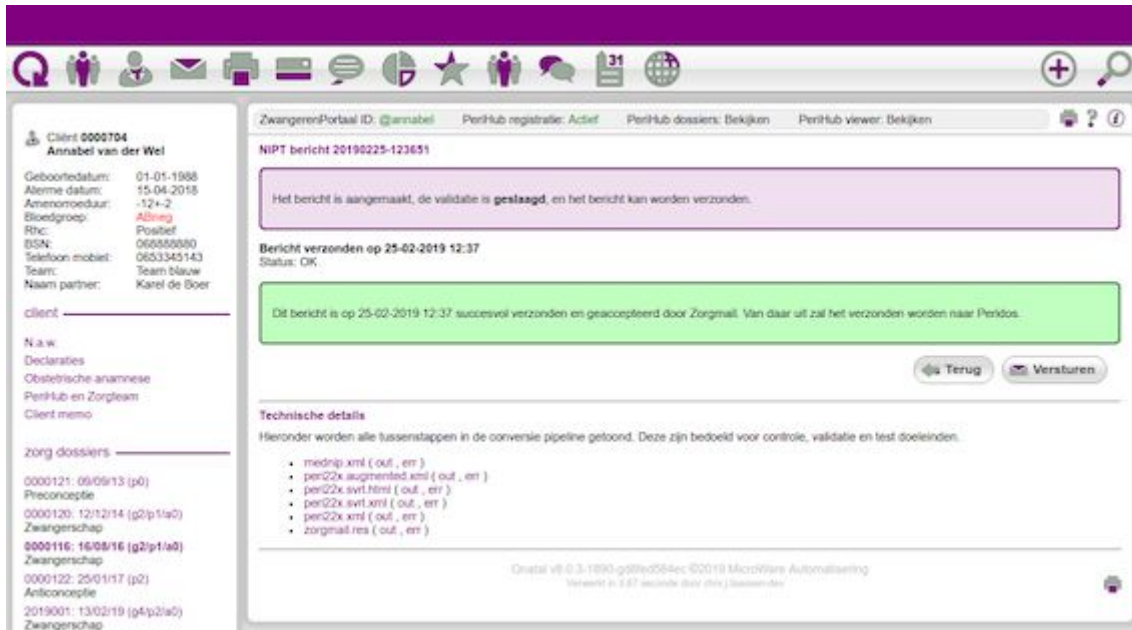 31
Cliënt 0000704
Annabel van der Wel
Geboortedatum: 01-01-1988
Aterme datum: 15-04-2018
Amenorroeduur: -12+-2
Bloedgroep: ABneg
Rhc: Positief
BSN: 068888880
Telefoon mobiel: 0653345143
Team: Team blauw
Naam partner: Karel de Boer
client
N.a.w.
Declaraties
Obstetrische anamnese
PeriHub en Zorgteam
Client memo
zorg dossiers
0000121: 09/09/13 (p0)
Preconceptie
0000120: 12/12/14 (g2/p1/a0)
Zwangerschap
0000116: 16/08/16 (g2/p1/a0)
Zwangerschap
0000122: 25/01/17 (p2)
Anticonceptie
2019001: 13/02/19 (g4/p2/a0)
Zwangerschap
ZwangerenPortaal ID: @annabel PeriHub registratie: Actief PeriHub dossiers: Bekijken PeriHub viewer: Bekijken
NIPT bericht 20190225-123651
Het bericht is aangemaakt, de validatie is geslaagd, en het bericht kan worden verzonden.
Bericht verzonden op 25-02-2019 12:37
Status: OK
Dit bericht is op 25-02-2019 12:37 succesvol verzonden en geaccepteerd door Zorgmail. Van daar uit zal het verzonden worden naar Peridos.
Terug Versturen
Technische details
Hieronder worden alle tussenstappen in de conversie pipeline getoond. Deze zijn bedoeld voor controle, validatie en test doeleinden.
mednip.xml ( out , err )
peri22x.augmented.xml ( out , err )
peri22x.svrt.html ( out , err )
peri22x.svrt.xml ( out , err )
peri22x.xml ( out , err )
zorgmail.res ( out , err )
©2019 MicroWare Automatisering